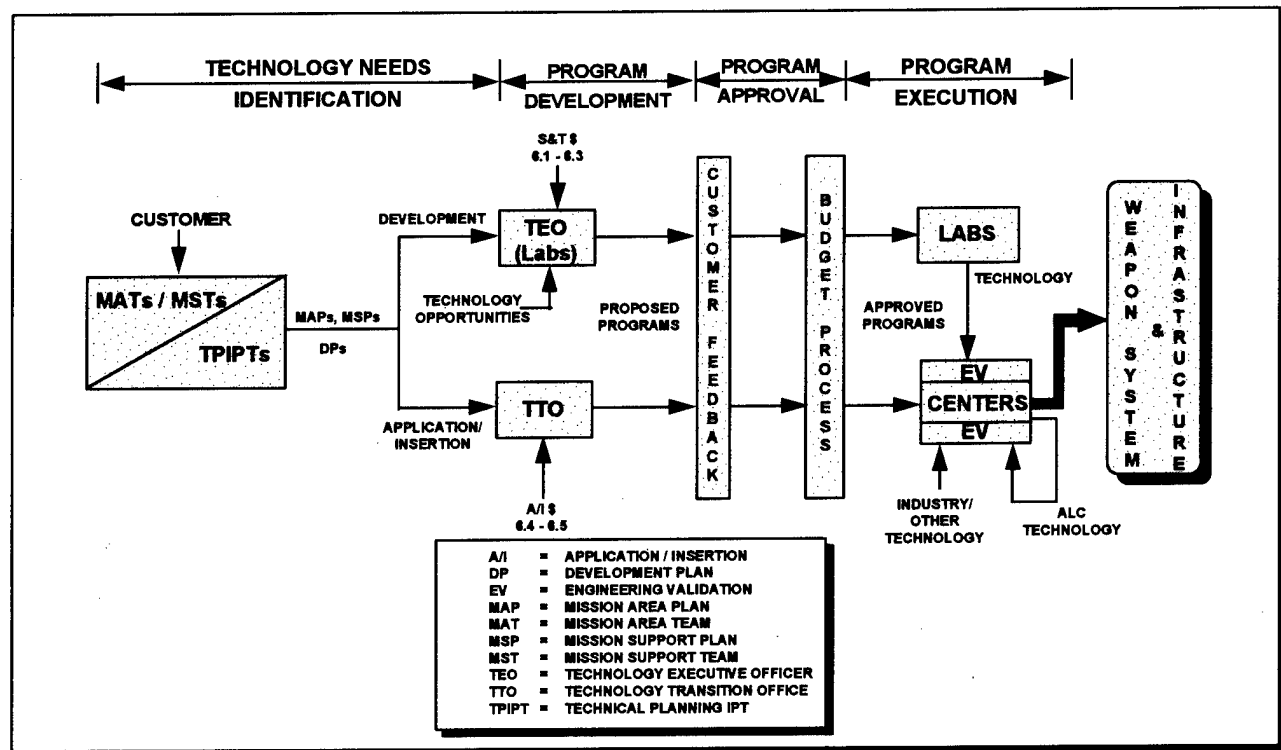 TECHNOLOGY NEEDS
IDENTIFICATION
PROGRAM
DEVELOPMENT
PROGRAM
APPROVAL
PROGRAM
EXECUTION
S&T $
6.1 - 6.3
CUSTOMER
MATs / MSTs
TPIPTs
MAPs, MSPs
DPs
DEVELOPMENT
TEO
(Labs)
TECHNOLOGY
OPPORTUNITIES
APPLICATION/
INSERTION
TTO
A/I $
6.4 - 6.5
PROPOSED
PROGRAMS
CUSTOMER FEEDBACK
BUDGET PROCESS
LABS
TECHNOLOGY
APPROVED
PROGRAMS
EV
CENTERS
EV
INDUSTRY/
OTHER
TECHNOLOGY
ALC
TECHNOLOGY
WEAPON SYSTEM
&
INFRASTRUCTURE
A/I = APPLICATION / INSERTION
DP = DEVELOPMENT PLAN
EV = ENGINEERING VALIDATION
MAP = MISSION AREA PLAN
MAT = MISSION AREA TEAM
MSP = MISSION SUPPORT PLAN
MST = MISSION SUPPORT TEAM
TEO = TECHNOLOGY EXECUTIVE OFFICER
TTO = TECHNOLOGY TRANSITION OFFICE
TPIPT = TECHNICAL PLANNING IPT